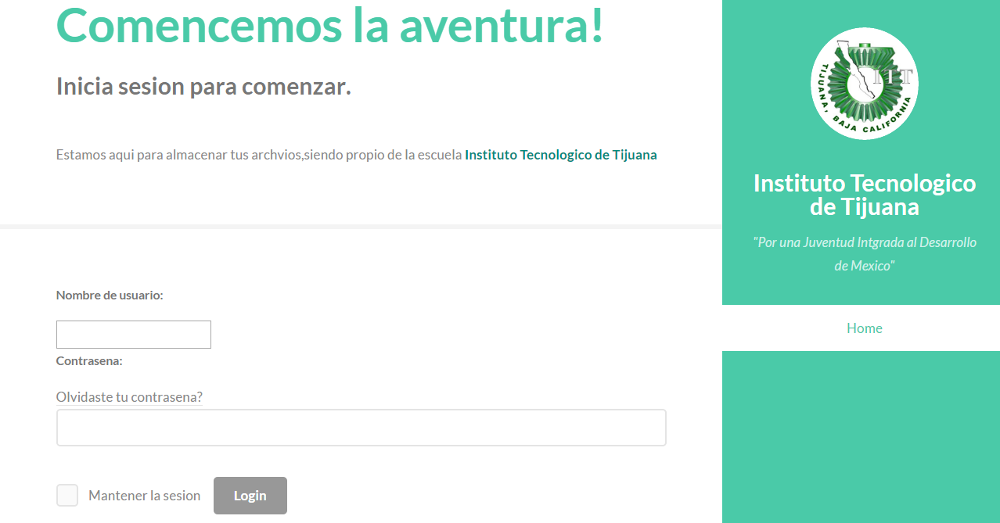 Comencemos la aventura!
Inicia sesion para comenzar.
Estamos aqui para almacenar tus archvios,siendo propio de la escuela Instituto Tecnologico de Tijuana
Nombre de usuario:
Contrasena:
Olvidaste tu contrasena?
Mantener la sesion
Login
ITT
TIJUANA, BAJA CALIFORNIA
Instituto Tecnologico
de Tijuana
"Por una Juventud Intgrada al Desarrollo
de Mexico"
Home